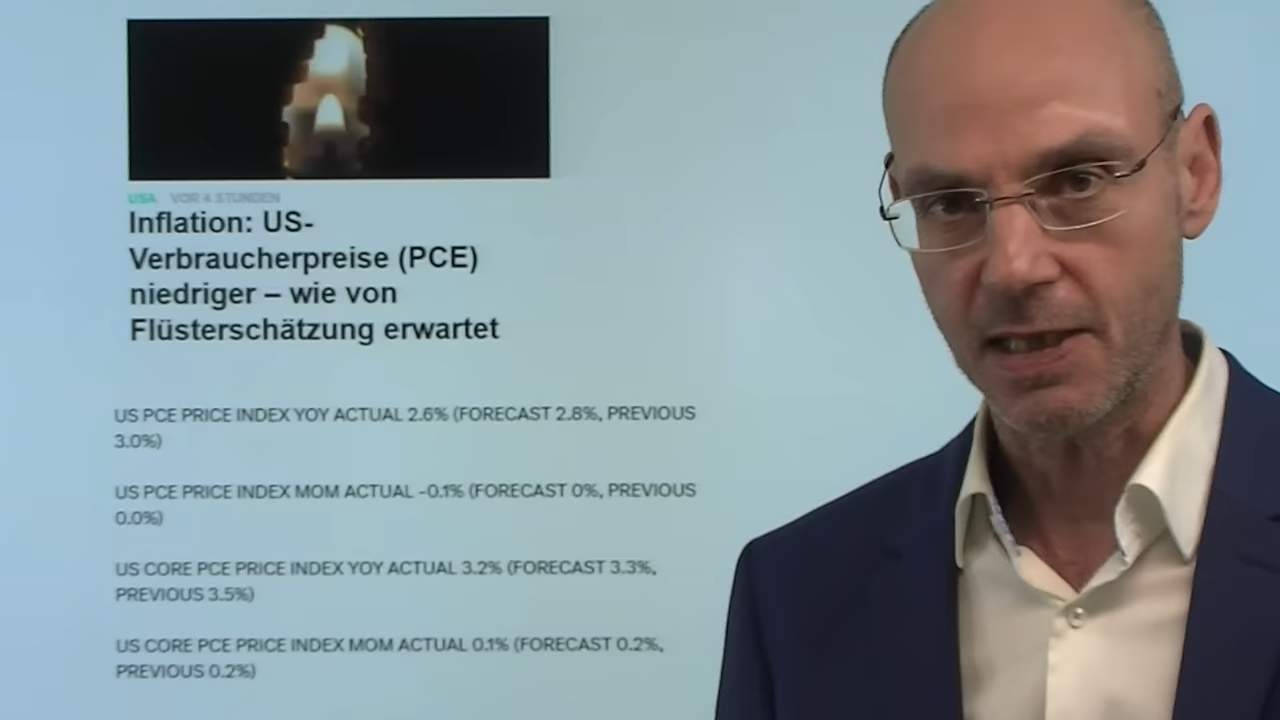 USA VOR 4 STUNDEN
Inflation: US-
Verbraucherpreise (PCE)
niedriger – wie von
Flüsterschätzung erwartet
US PCE PRICE INDEX YOY ACTUAL 2.6% (FORECAST 2.8%, PREVIOUS
3.0%)
US PCE PRICE INDEX MOM ACTUAL -0.1% (FORECAST 0%, PREVIOUS
0.0%)
US CORE PCE PRICE INDEX YOY ACTUAL 3.2% (FORECAST 3.3%,
PREVIOUS 3.5%)
US CORE PCE PRICE INDEX MOM ACTUAL 0.1% (FORECAST 0.2%,
PREVIOUS 0.2%)